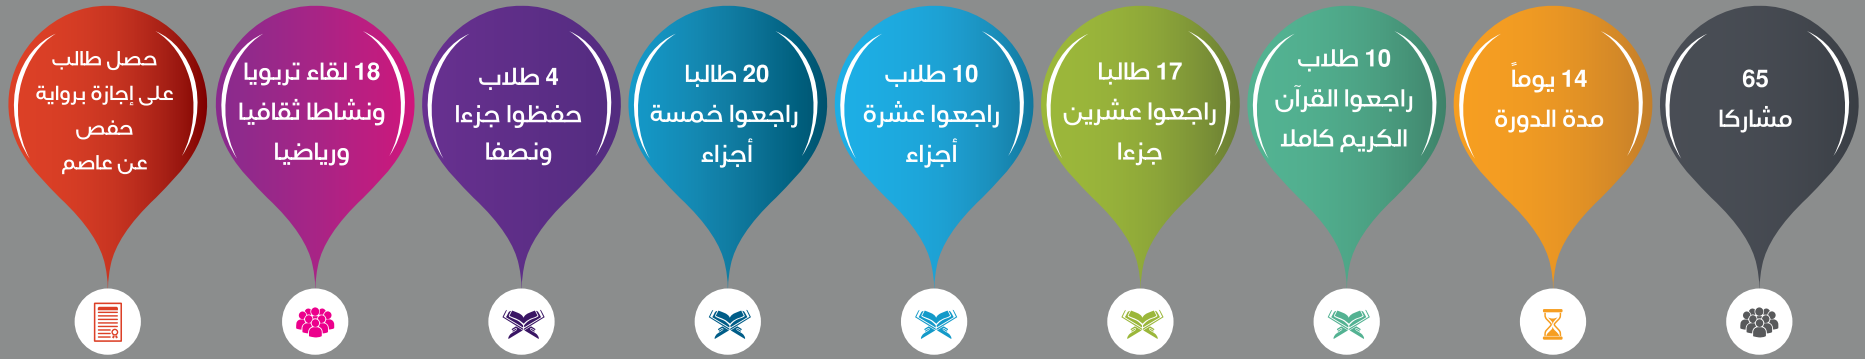 65
مشاركا
14 يوماً
مدة الدورة
10 طلاب
راجعوا القرآن
الكريم كاملا
17 طالبا
راجعوا عشرين
جزءا
10 طلاب
راجعوا عشرة
أجزاء
20 طالبا
راجعوا خمسة
أجزاء
4 طلاب
حفظوا جزءا
ونصفا
18 لقاء تربويا
ونشاطا ثقافيا
ورياضيا
حصل طالب
على إجازة برواية
حفص
عن عاصم